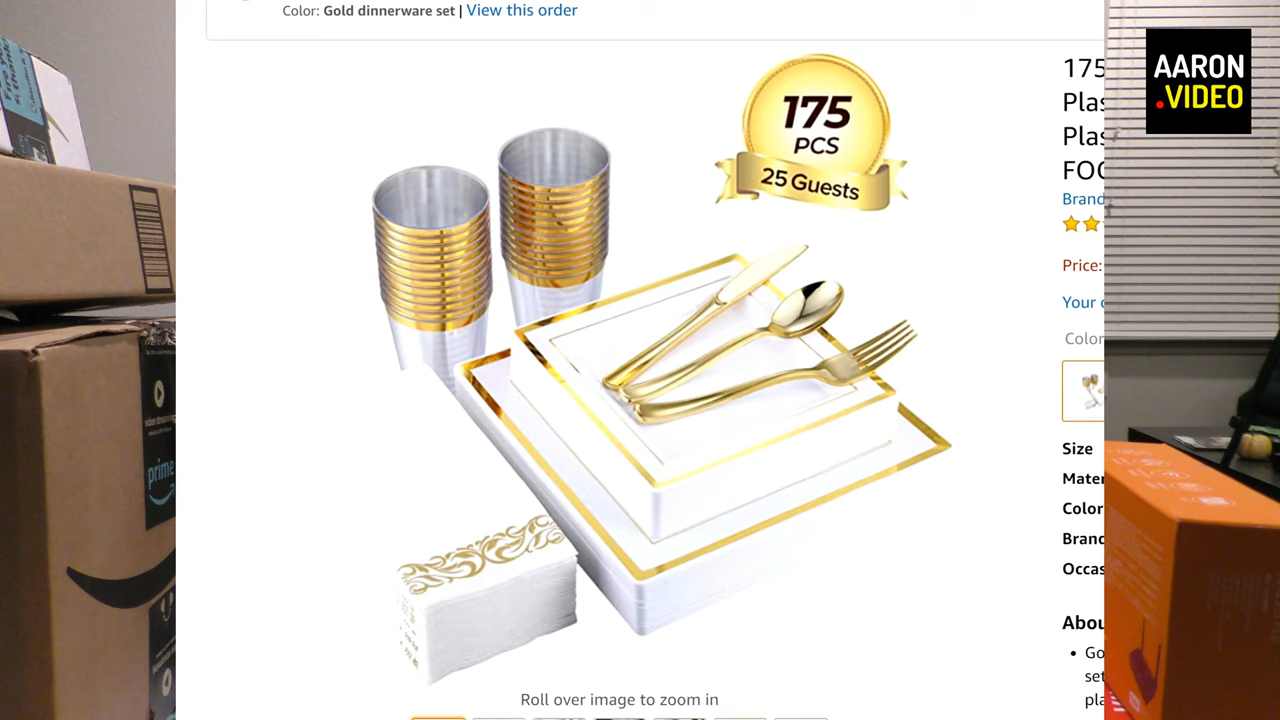 Color: Gold dinnerware set | View this order
175
PCS
25 Guests
175
Plas
Plas
FOO
Brand
Price:
Your o
Color
Size
Mater
Color
Brand
Occas
Abou
• Go
set
pla
Roll over image to zoom in
AARON
.VIDEO
prime